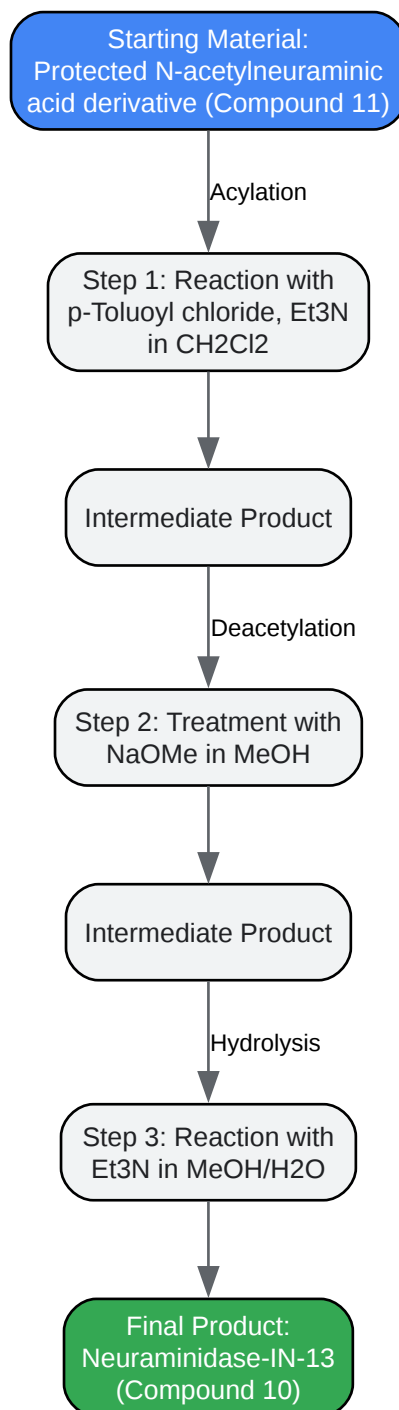 Starting Material:
Protected N-acetylneuraminic
acid derivative (Compound 11)
Acylation
Step 1: Reaction with
p-Toluoyl chloride, Et3N
in CH2Cl2
Intermediate Product
Deacetylation
Step 2: Treatment with
NaOMe in MeOH
Intermediate Product
Hydrolysis
Step 3: Reaction with
Et3N in MeOH/H2O
Final Product:
Neuraminidase-IN-13
(Compound 10)